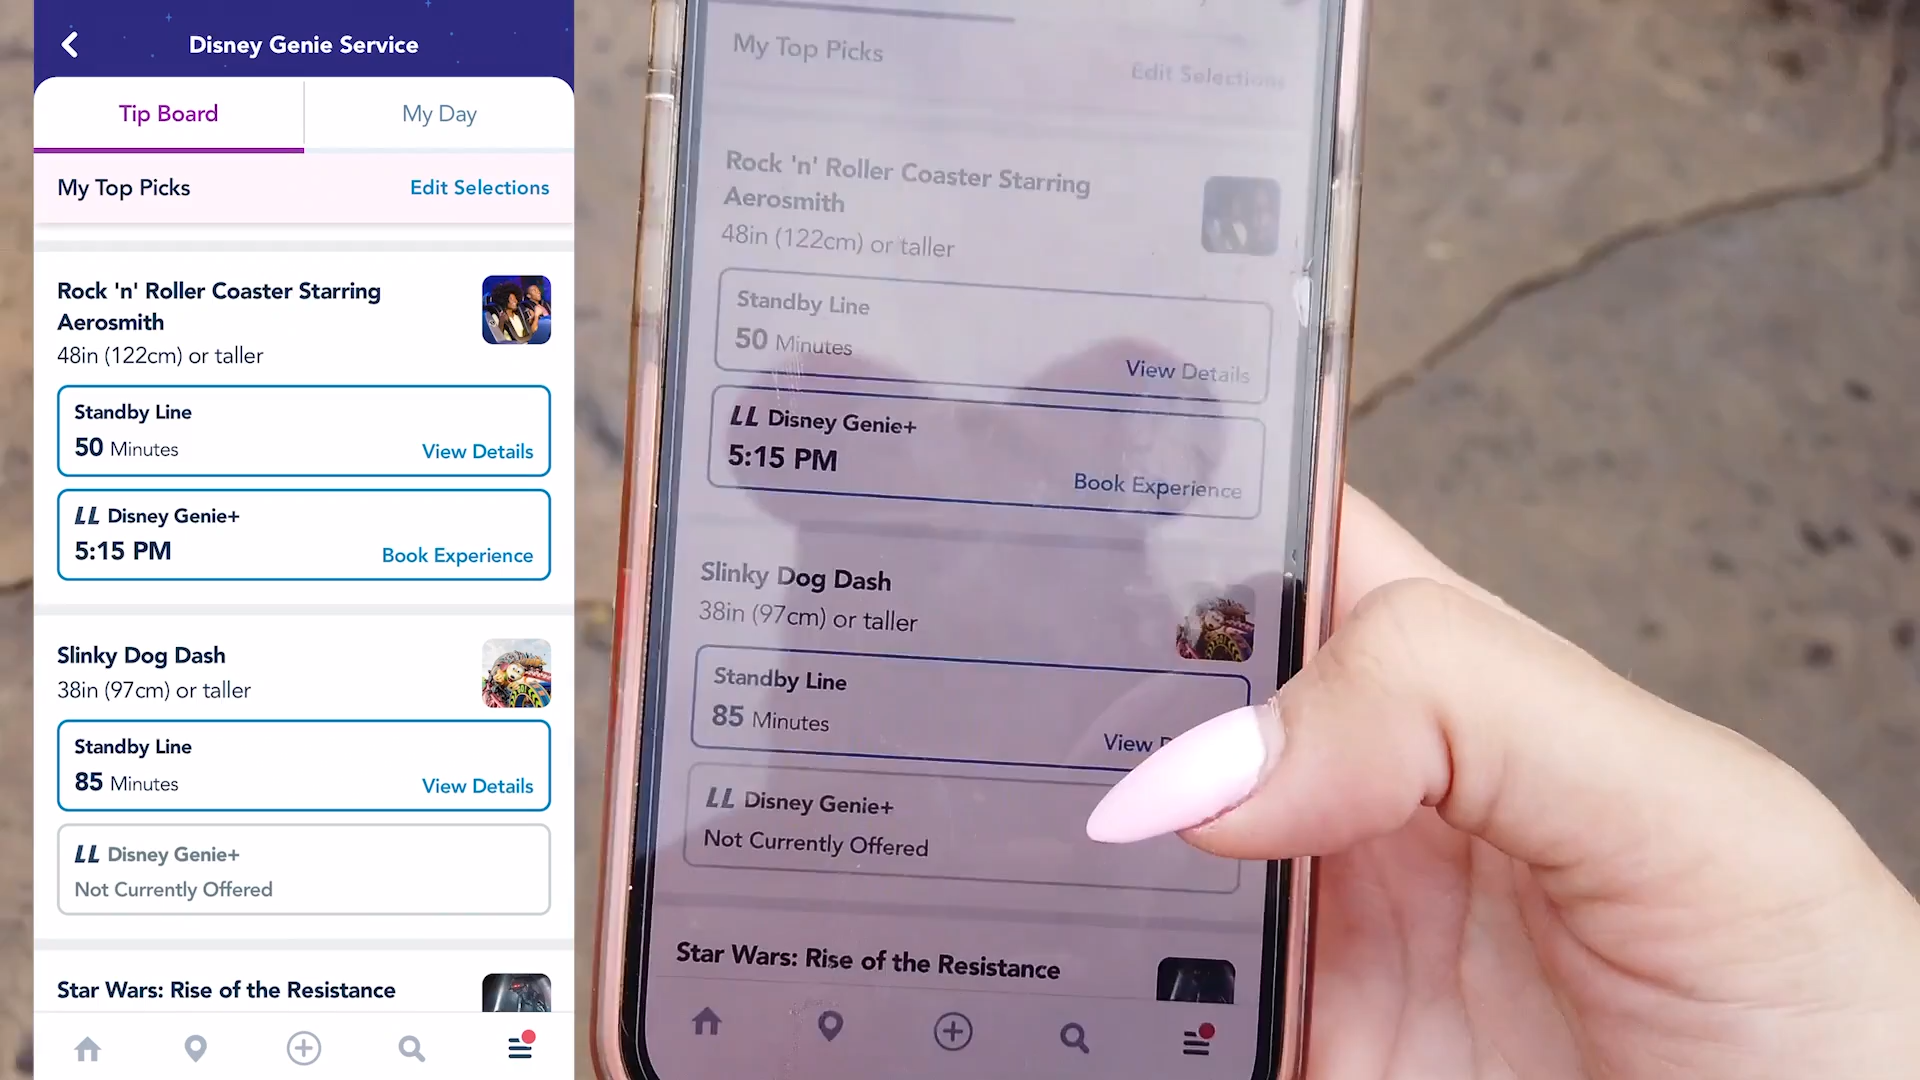 Disney Genie Service
Tip Board
My Day
My Top Picks
Edit Selections
Rock 'n' Roller Coaster Starring
Aerosmith
48in (122cm) or taller
Standby Line
50 Minutes
View Details
LL Disney Genie+
5:15 PM
Book Experience
Slinky Dog Dash
38in (97cm) or taller
Standby Line
85 Minutes
View Details
LL Disney Genie+
Not Currently Offered
Star Wars: Rise of the Resistance
My Top Picks
Edit Selections
Rock 'n' Roller Coaster Starring
Aerosmith
48in (122cm) or taller
Standby Line
50 Minutes
View Details
LL Disney Genie+
5:15 PM
Book Experience
Slinky Dog Dash
38in (97cm) or taller
Standby Line
85 Minutes
View
LL Disney Genie+
Not Currently Offered
Star Wars: Rise of the Resistance